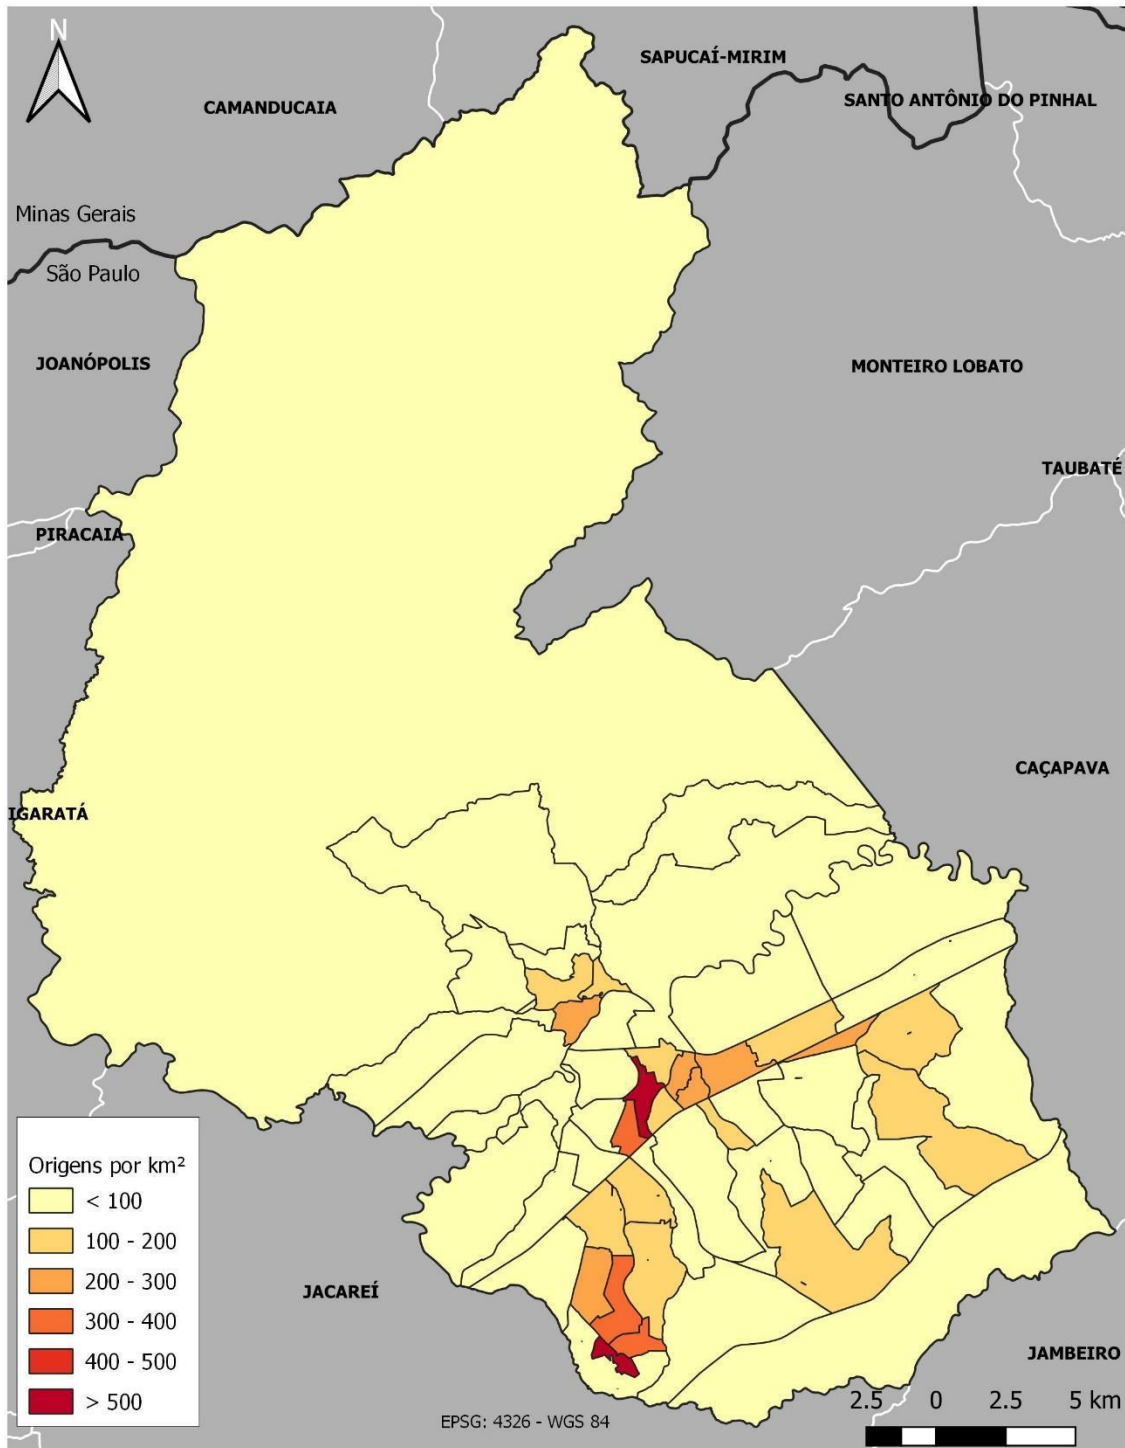 N
SAPUCAÍ-MIRIM
CAMANDUCAIA
SANTO ANTÔNIO DO PINHAL
Minas Gerais
São Paulo
JOANÓPOLIS
MONTEIRO LOBATO
TAUBATÉ
PIRACAIA
CAÇAPAVA
IGARATÁ
Origens por km²
< 100
100 - 200
200 - 300
300 - 400
400 - 500
> 500
JACAREÍ
JAMBEIRO
2.5 0 2.5 5 km
EPSG: 4326 - WGS 84